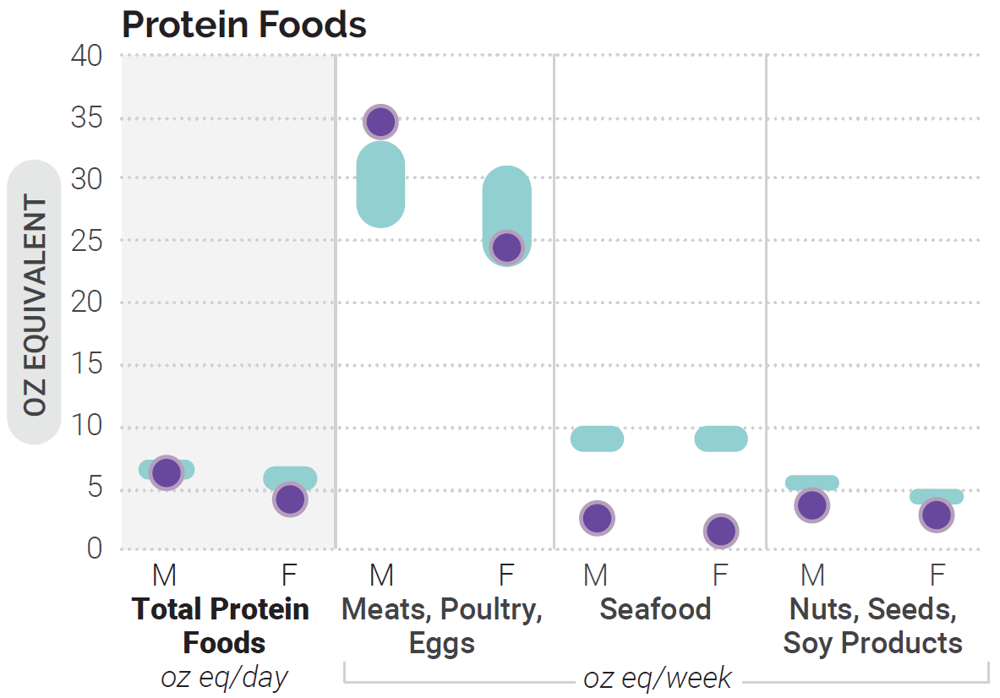 Protein Foods
40
35
30
25
20
15
10
5
0
OZ EQUIVALENT
M F M F M F M F
Total Protein Foods
Meats, Poultry, Eggs
Seafood
Nuts, Seeds, Soy Products
oz eq/day
oz eq/week